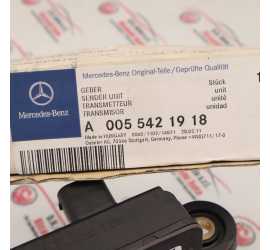 Mercedes-Benz Original-Teile/Geprüfte Qualität
GEBER
SENDER UNIT
TRANSMETTEUR
TRANSMISOR
Stück
unit
unité
unidad
1
Mercedes-Benz
A 005 542 19 18
Made in HUNGARY
Daimler AG, 70546 Stuttgart, Germany,